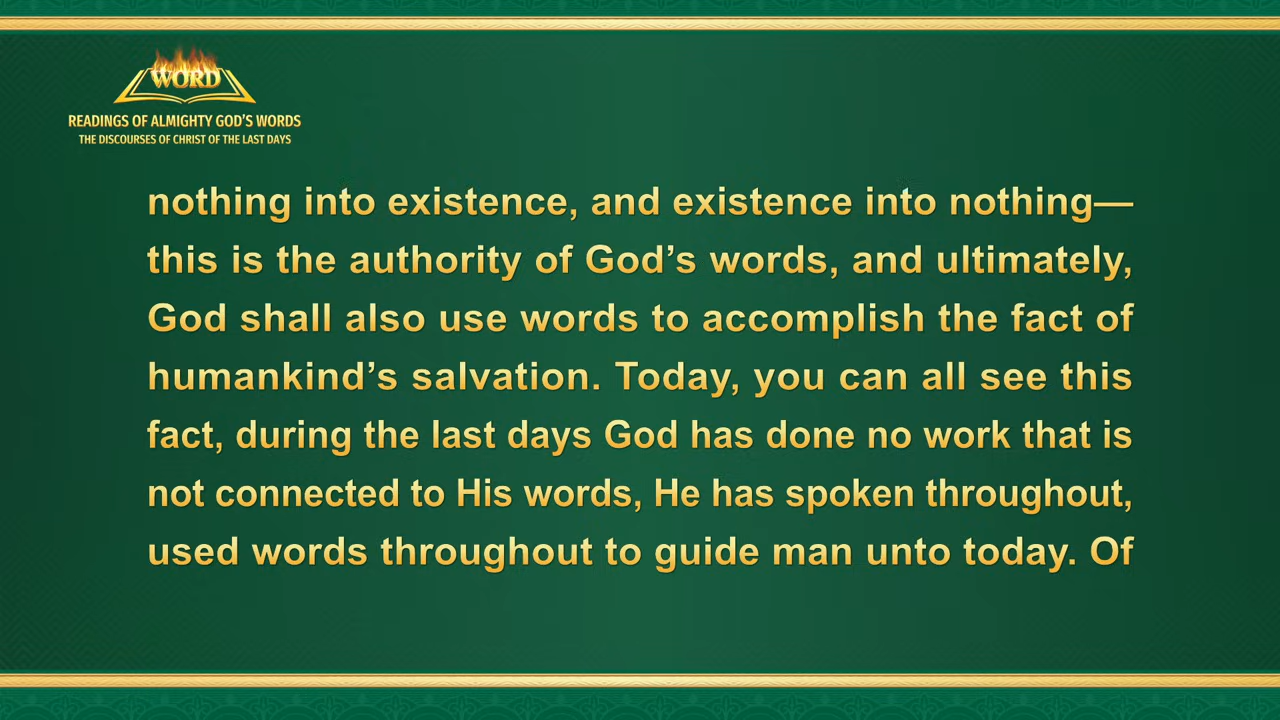 WORD
READINGS OF ALMIGHTY GOD'S WORDS
THE DISCOURSES OF CHRIST OF THE LAST DAYS
nothing into existence, and existence into nothing—
this is the authority of God’s words, and ultimately,
God shall also use words to accomplish the fact of
humankind’s salvation. Today, you can all see this
fact, during the last days God has done no work that is
not connected to His words, He has spoken throughout,
used words throughout to guide man unto today. Of